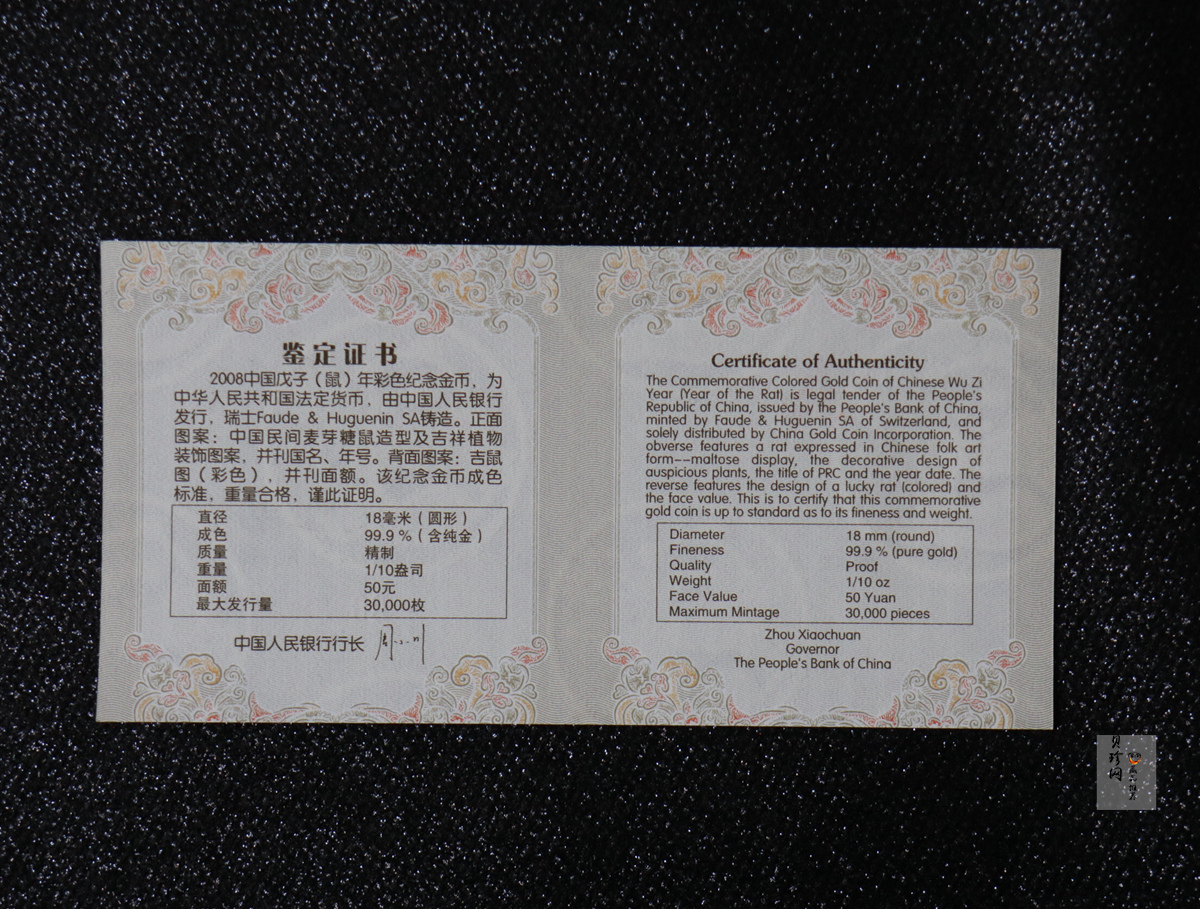 鉴定证书
2008中国戊子（鼠）年彩色纪念金币，为
中华人民共和国法定货币，由中国人民银行
发行，瑞士Faude & Huguenin SA铸造。正面
图案：中国民间麦芽糖鼠造型及吉祥植物
装饰图案，并刊国名、年号。背面图案：吉鼠
图（彩色），并刊面额。该纪念金币成色
标准，重量合格，谨此证明。
直径 18毫米（圆形）
成色 99.9 %（含纯金）
质量 精制
重量 1/10盎司
面额 50元
最大发行量 30,000枚
中国人民银行行长
Certificate of Authenticity
The Commemorative Colored Gold Coin of Chinese Wu Zi
Year (Year of the Rat) is legal tender of the People's
Republic of China, issued by the People's Bank of China,
minted by Faude & Huguenin SA of Switzerland, and
solely distributed by China Gold Coin Incorporation. The
obverse features a rat expressed in Chinese folk art
form--maltose display, the decorative design of
auspicious plants, the title of PRC and the year date. The
reverse features the design of a lucky rat (colored) and
the face value. This is to certify that this commemorative
gold coin is up to standard as to its fineness and weight.
Diameter 18 mm (round)
Fineness 99.9 % (pure gold)
Quality Proof
Weight 1/10 oz
Face Value 50 Yuan
Maximum Mintage 30,000 pieces
Zhou Xiaochuan
Governor
The People's Bank of China
贝珍网